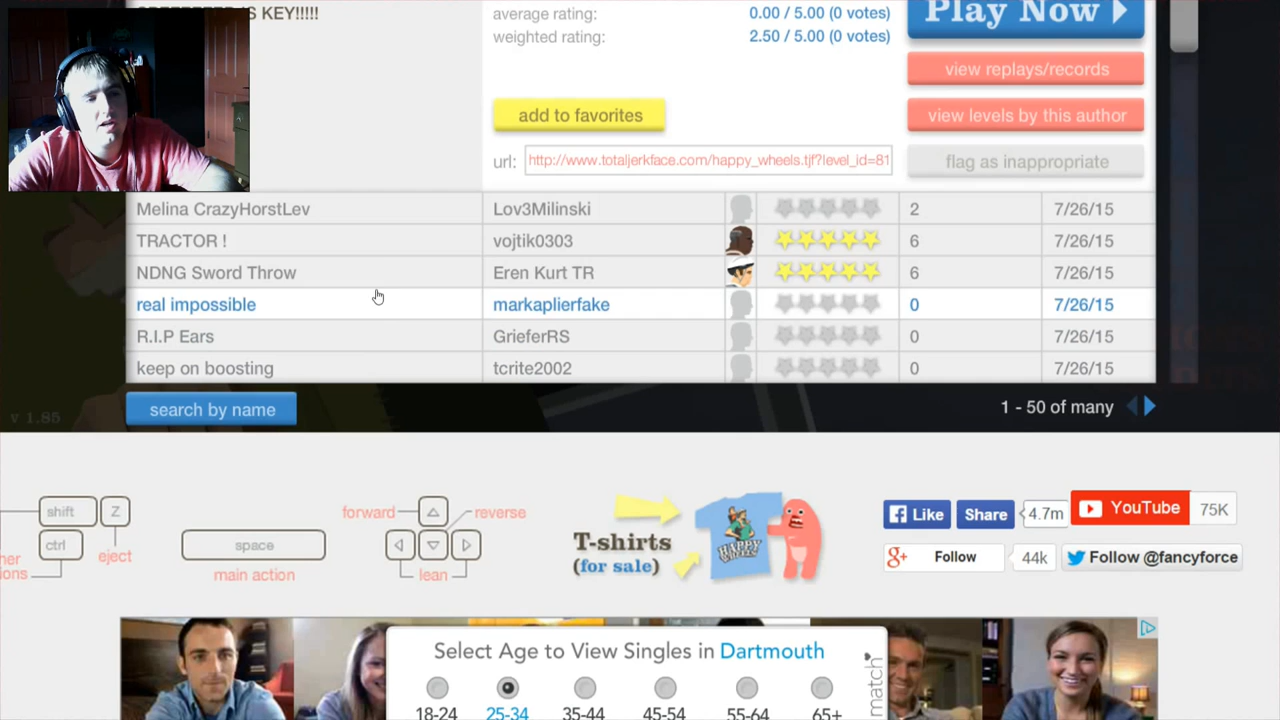 IS KEY!!!!!
average rating: 0.00 / 5.00 (0 votes)
weighted rating: 2.50 / 5.00 (0 votes)
Play Now
view replays/records
add to favorites
view levels by this author
url: http://www.totaljerkface.com/happy_wheels.tjf?level_id=81
flag as inappropriate
Melina CrazyHorstLev Lov3Milinski 2 7/26/15
TRACTOR ! vojtik0303 6 7/26/15
NDNG Sword Throw Eren Kurt TR 6 7/26/15
real impossible markaplierfake 0 7/26/15
R.I.P Ears GrieferRS 0 7/26/15
keep on boosting tcrite2002 0 7/26/15
v 1.85
search by name
1 - 50 of many
shift Z
ctrl
eject
space
main action
forward
reverse
lean
T-shirts
(for sale)
HAPPY WHEELS
Like Share 4.7m YouTube 75K
g+ Follow 44k Follow @fancyforce
Select Age to View Singles in Dartmouth
18-24 25-34 35-44 45-54 55-64 65+
match